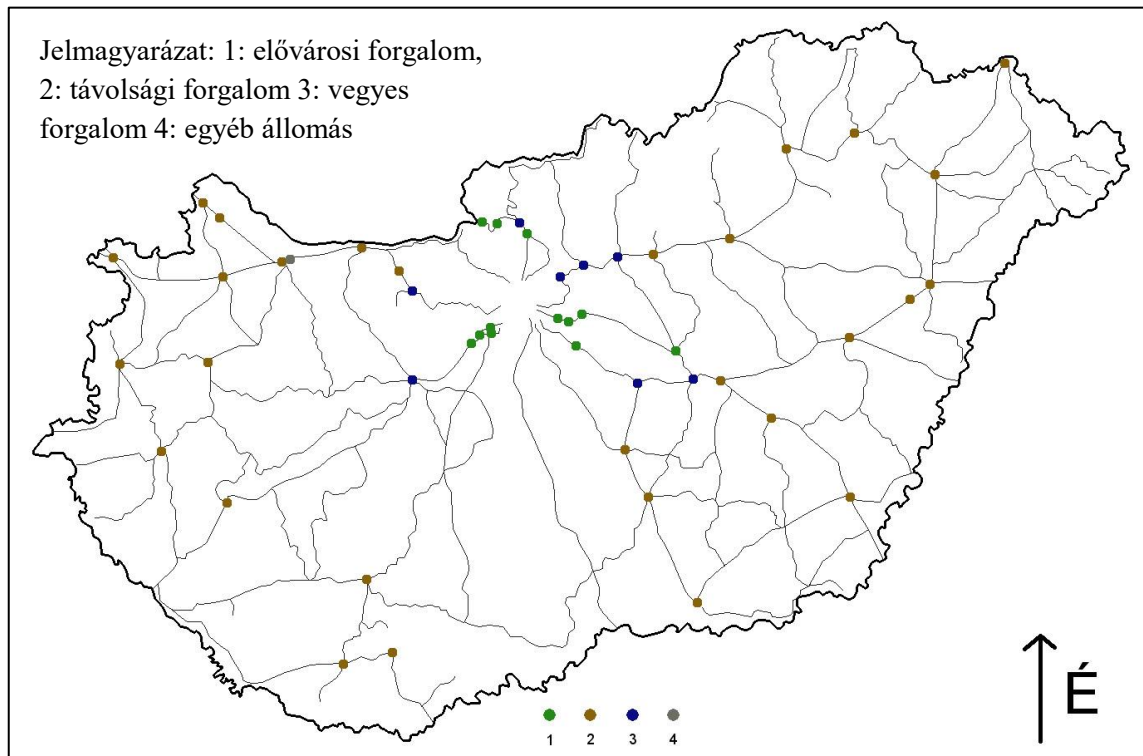 Jelmagyarázat: 1: elővárosi forgalom,
2: távolsági forgalom 3: vegyes
forgalom 4: egyéb állomás
É
1 2 3 4